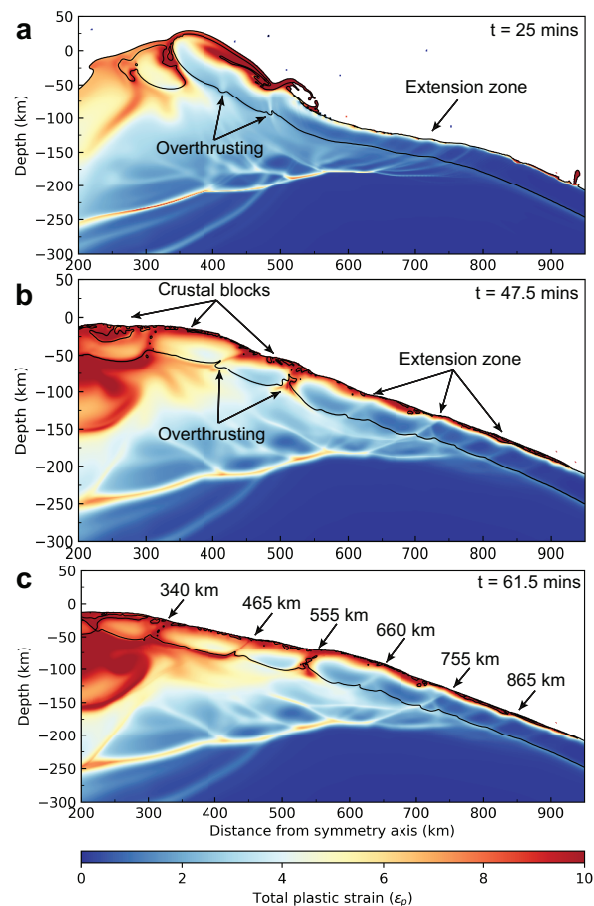 a
t = 25 mins
50
0
−50
−100
−150
−200
−250
−300
Depth (km)
Extension zone
Overthrusting
200 300 400 500 600 700 800 900
b
t = 47.5 mins
50
0
−50
−100
−150
−200
−250
−300
Depth (km)
Crustal blocks
Extension zone
Overthrusting
200 300 400 500 600 700 800 900
c
t = 61.5 mins
50
0
−50
−100
−150
−200
−250
−300
Depth (km)
340 km
465 km
555 km
660 km
755 km
865 km
200 300 400 500 600 700 800 900
Distance from symmetry axis (km)
0 2 4 6 8 10
Total plastic strain (εp)